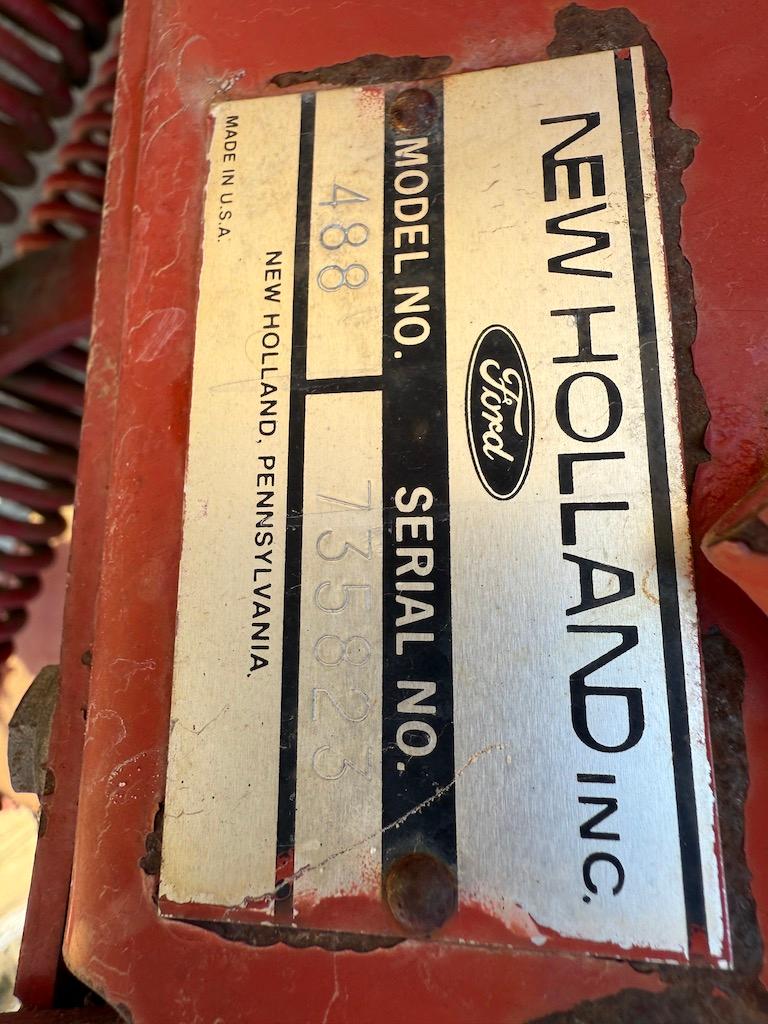 NEW HOLLAND INC.
Ford
MODEL NO. SERIAL NO.
488 735823
NEW HOLLAND, PENNSYLVANIA,
MADE IN U.S.A.